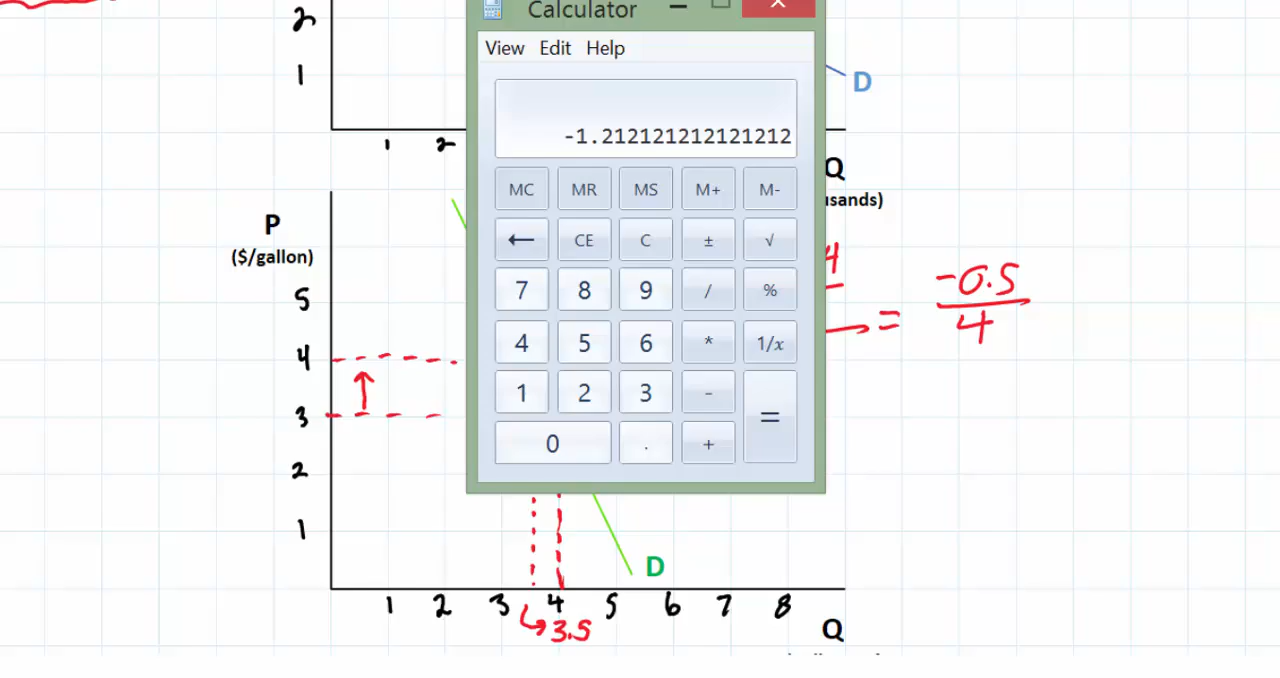 2
1
D
1 2
Q
usands)
Calculator
View Edit Help
-1.212121212121212
MC MR MS M+ M-
← CE C ± √
7 8 9 / %
4 5 6 * 1/x
1 2 3 - =
0 . +
P
($/gallon)
5
4
3
2
1
4
= -0.5
4
D
1 2 3 4 5 6 7 8
3.5
Q